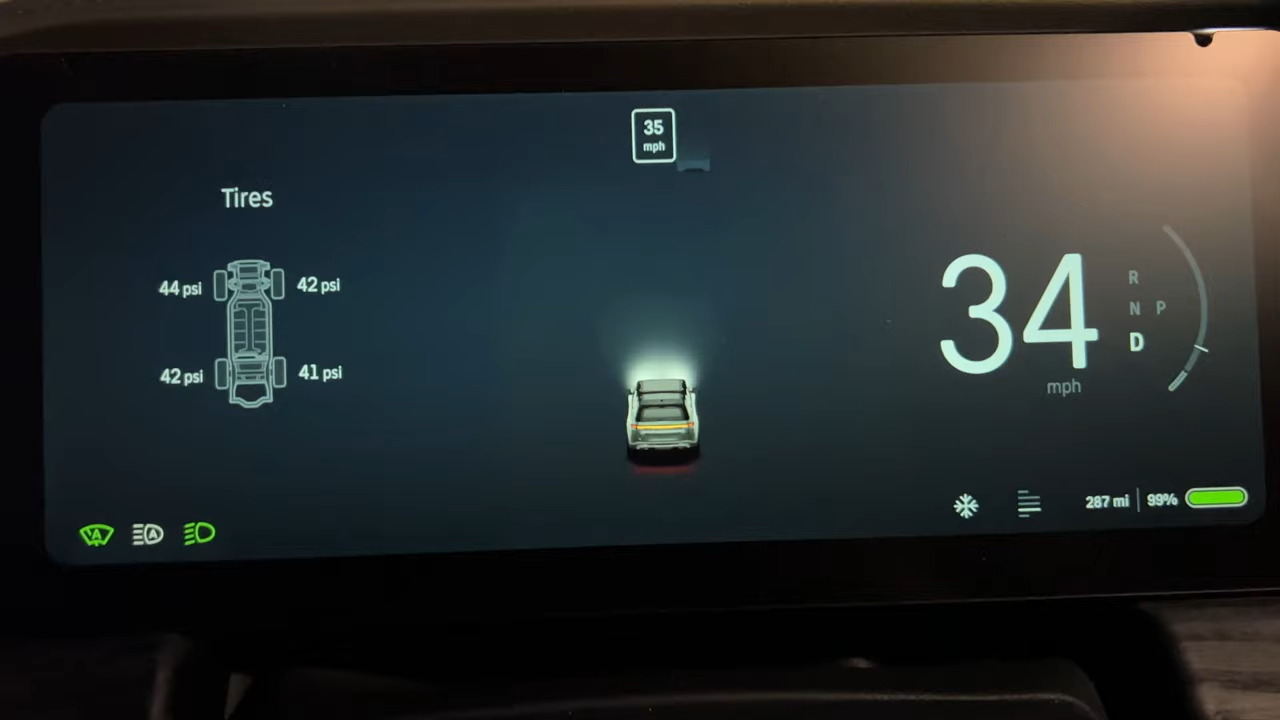 35
mph
Tires
44 psi
42 psi
42 psi
41 psi
34
mph
R
N P
D
A
A
287 mi
99%